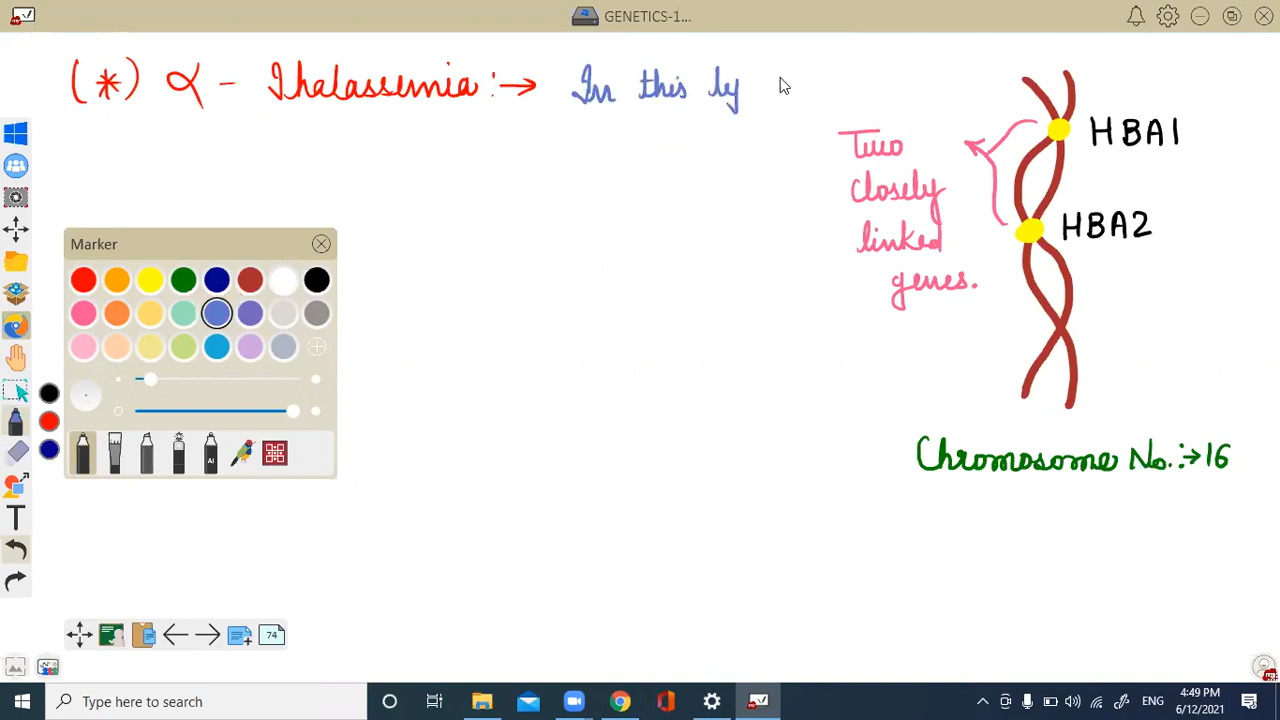 GENETICS-1...
(*) α - Thalassemia :→ In this ty
HBA1
Two
closely
linked
genes.
HBA2
Marker
AI
Chromosome No. :→ 16
T
74
Type here to search
ENG
4:49 PM
6/12/2021